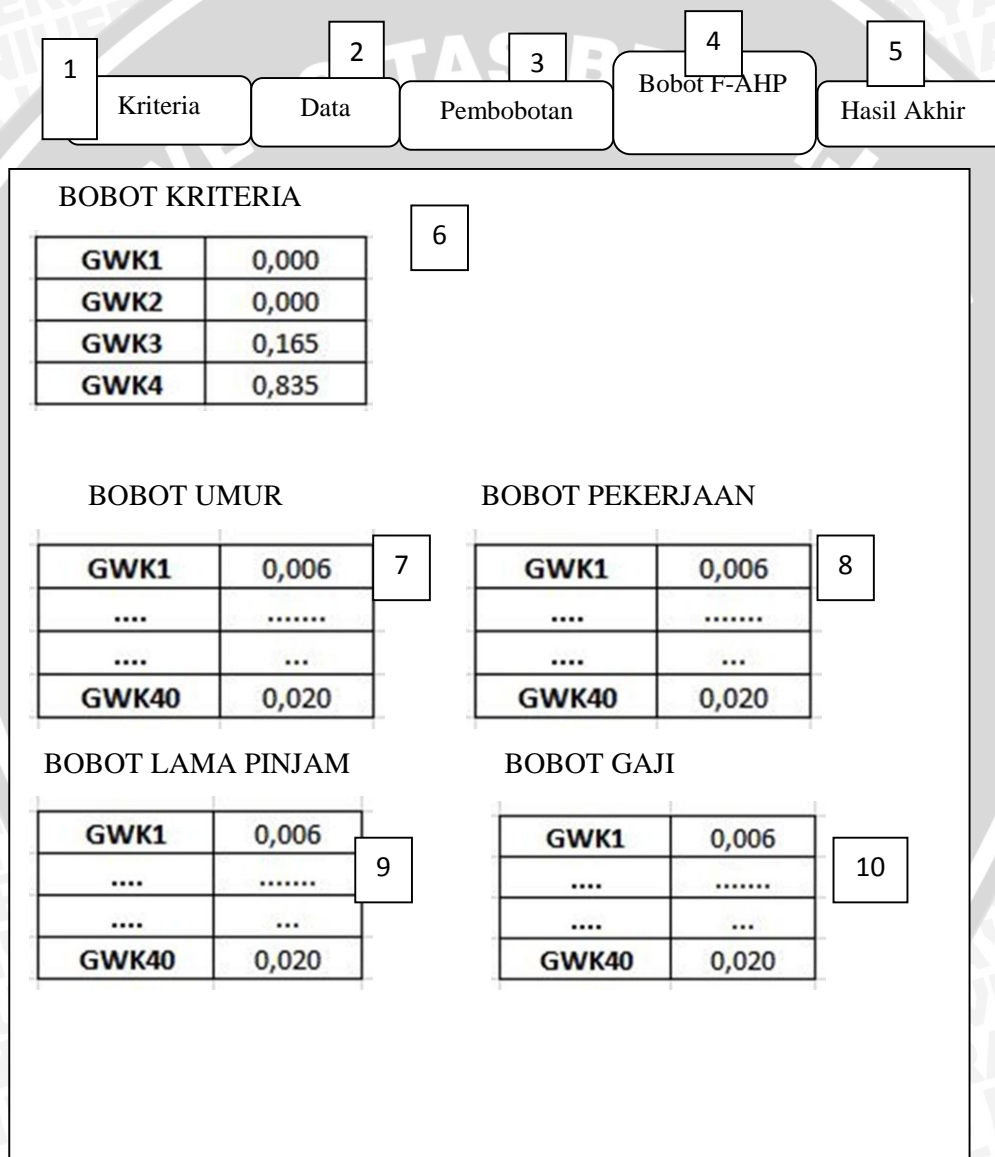 1 2 3 4 5
Kriteria Data Pembobotan Bobot F-AHP Hasil Akhir
BOBOT KRITERIA
6
GWK1 0,000
GWK2 0,000
GWK3 0,165
GWK4 0,835
BOBOT UMUR BOBOT PEKERJAAN
GWK1 0,006 7 GWK1 0,006 8
.... ....... .... .......
.... ... .... ...
GWK40 0,020 GWK40 0,020
BOBOT LAMA PINJAM BOBOT GAJI
GWK1 0,006 9 GWK1 0,006 10
.... ....... .... .......
.... ... .... ...
GWK40 0,020 GWK40 0,020